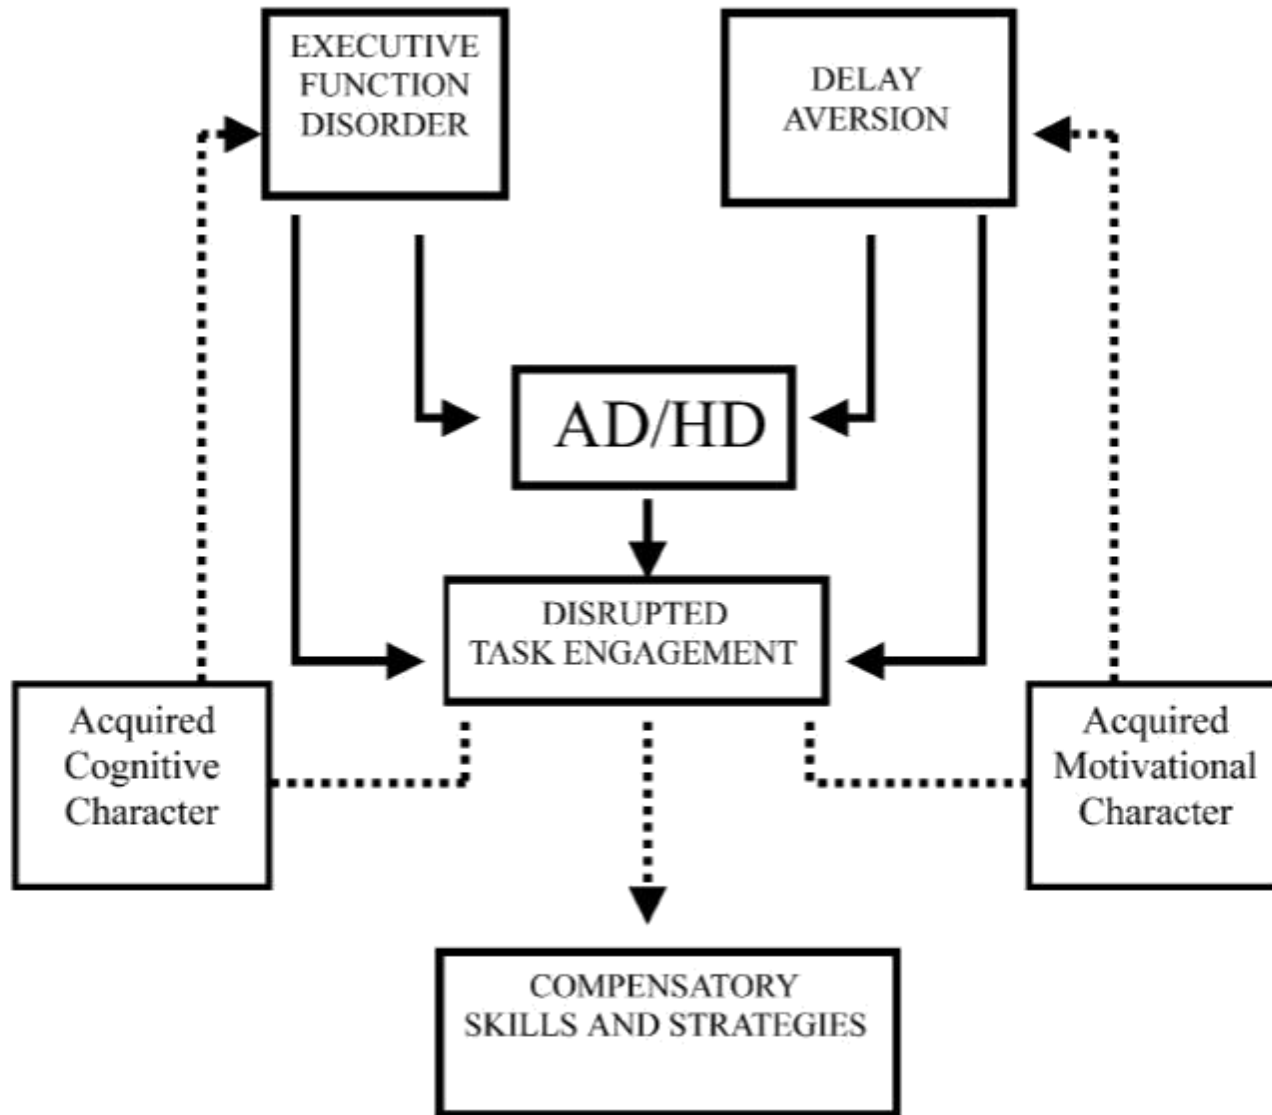 EXECUTIVE
FUNCTION
DISORDER
DELAY
AVERSION
AD/HD
DISRUPTED
TASK ENGAGEMENT
Acquired
Cognitive
Character
Acquired
Motivational
Character
COMPENSATORY
SKILLS AND STRATEGIES